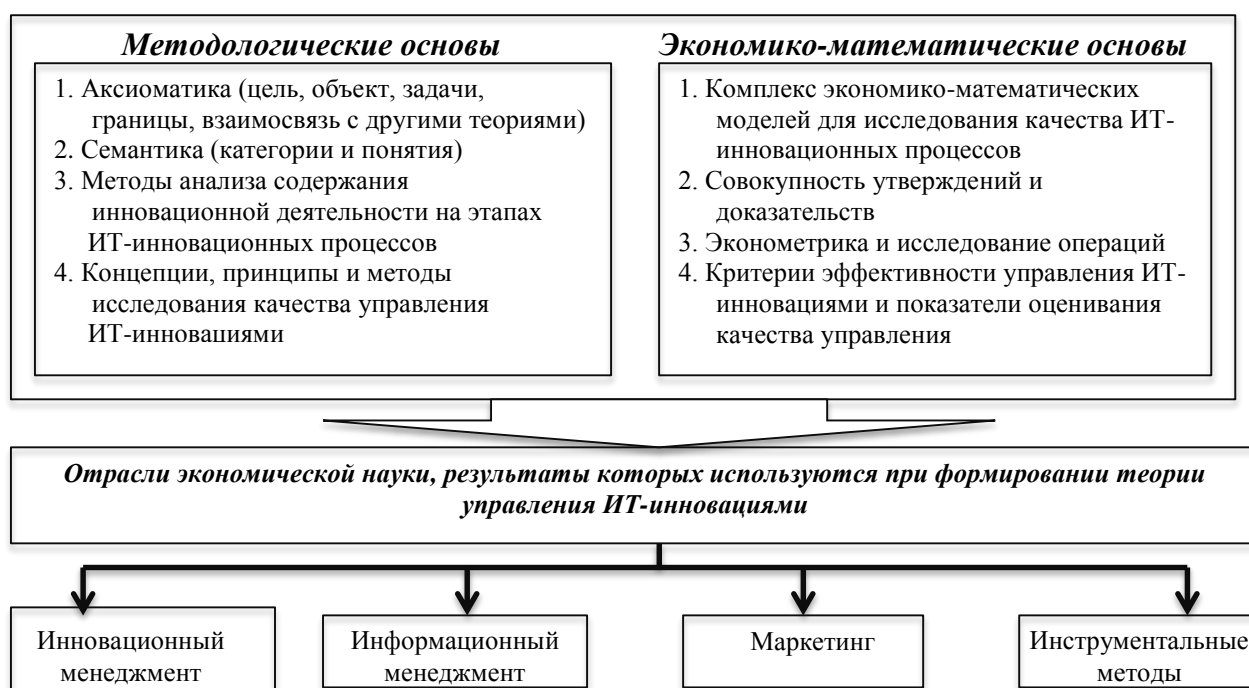 Методологические основы
1. Аксиоматика (цель, объект, задачи,
границы, взаимосвязь с другими теориями)
2. Семантика (категории и понятия)
3. Методы анализа содержания
инновационной деятельности на этапах
ИТ-инновационных процессов
4. Концепции, принципы и методы
исследования качества управления
ИТ-инновациями
Экономико-математические основы
1. Комплекс экономико-математических
моделей для исследования качества ИТ-
инновационных процессов
2. Совокупность утверждений и
доказательств
3. Эконометрика и исследование операций
4. Критерии эффективности управления ИТ-
инновациями и показатели оценивания
качества управления
Отрасли экономической науки, результаты которых используются при формировании теории
управления ИТ-инновациями
Инновационный
менеджмент
Информационный
менеджмент
Маркетинг
Инструментальные
методы